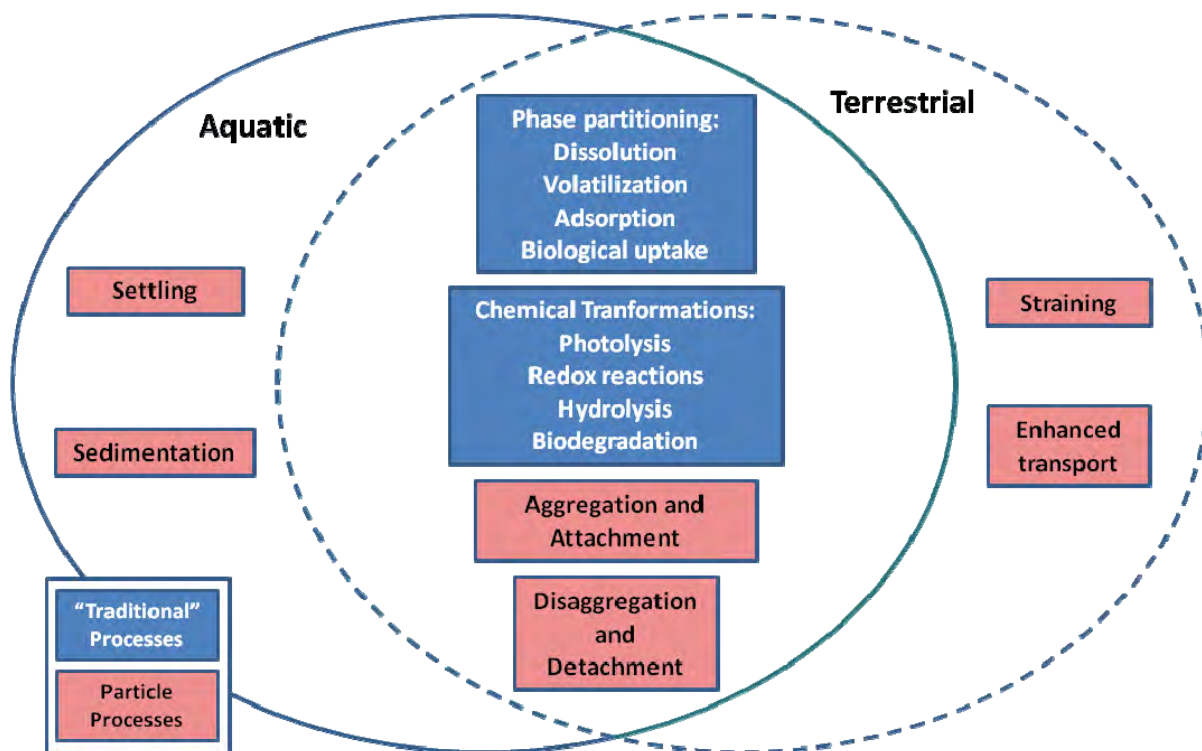 Aquatic
Terrestrial
Phase partitioning:
Dissolution
Volatilization
Adsorption
Biological uptake
Settling
Sedimentation
Chemical Tranformations:
Photolysis
Redox reactions
Hydrolysis
Biodegradation
Aggregation and
Attachment
Disaggregation
and
Detachment
Straining
Enhanced
transport
“Traditional”
Processes
Particle
Processes